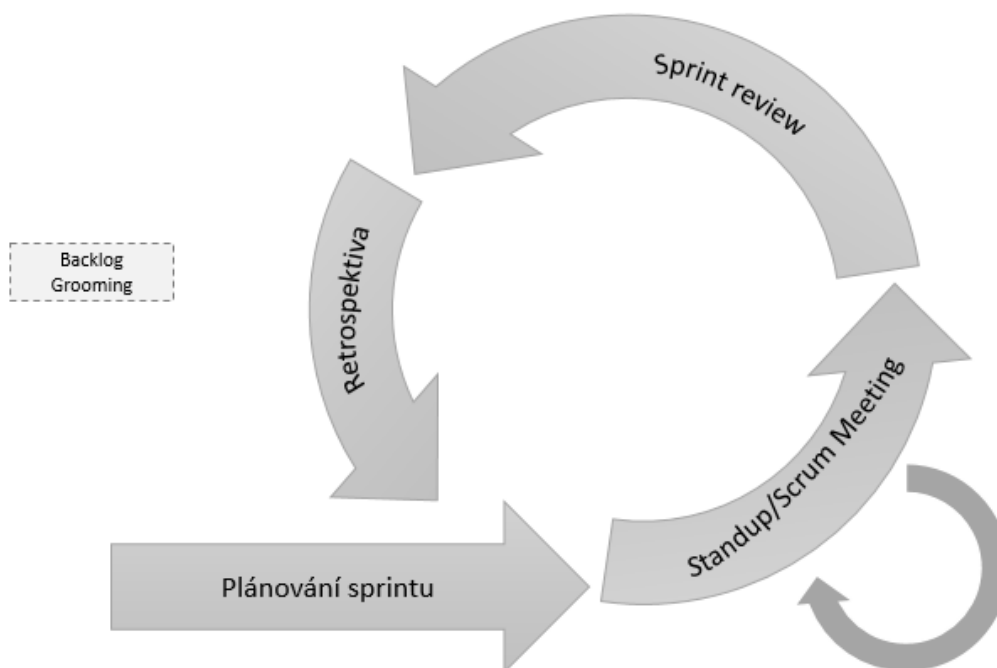 Sprint review
Retrospektiva
Backlog
Grooming
Standup/Scrum Meeting
Plánování sprintu